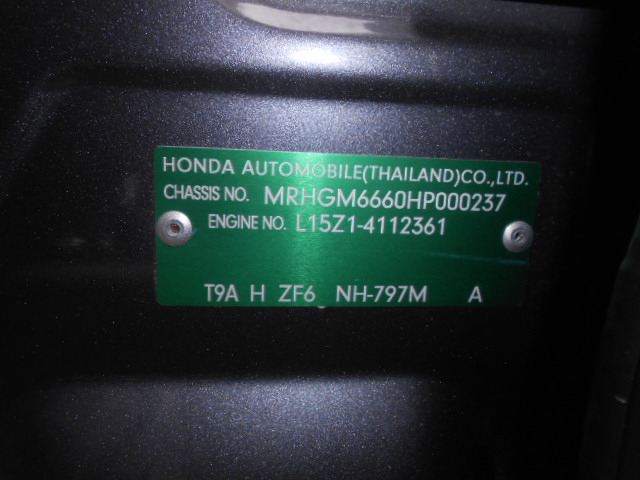 HONDA AUTOMOBILE(THAILAND)CO.,LTD.
CHASSIS NO. MRHGM6660HP000237
ENGINE NO. L15Z1-4112361
T9A H ZF6 NH-797M A